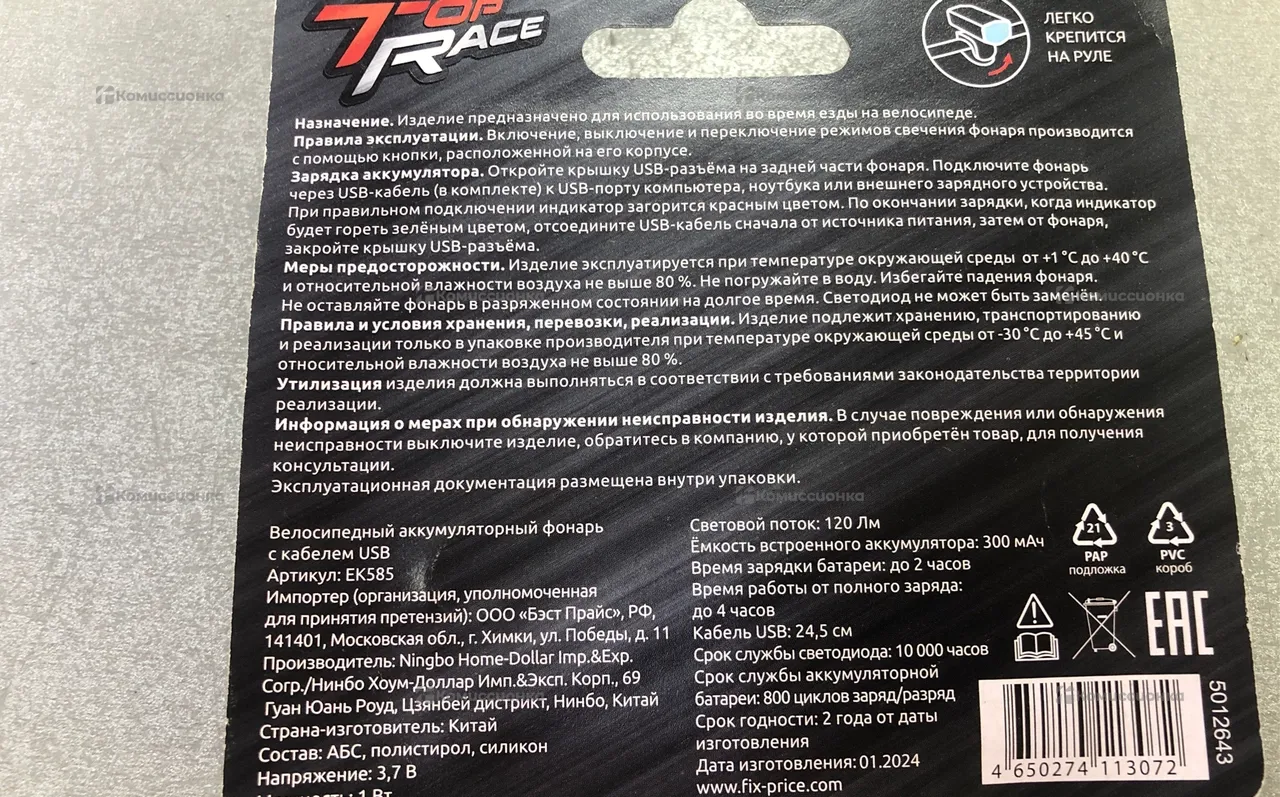 TOP
RACE
ЛЕГКО
КРЕПИТСЯ
НА РУЛЕ
Назначение. Изделие предназначено для использования во время езды на велосипеде.
Правила эксплуатации. Включение, выключение и переключение режимов свечения фонаря производится
с помощью кнопки, расположенной на его корпусе.
Зарядка аккумулятора. Откройте крышку USB-разъёма на задней части фонаря. Подключите фонарь
через USB-кабель (в комплекте) к USB-порту компьютера, ноутбука или внешнего зарядного устройства.
При правильном подключении индикатор загорится красным цветом. По окончании зарядки, когда индикатор
будет гореть зелёным цветом, отсоедините USB-кабель сначала от источника питания, затем от фонаря,
закройте крышку USB-разъёма.
Меры предосторожности. Изделие эксплуатируется при температуре окружающей среды от +1 °C до +40 °C
и относительной влажности воздуха не выше 80 %. Не погружайте в воду. Избегайте падения фонаря.
Не оставляйте фонарь в разряженном состоянии на долгое время. Светодиод не может быть заменён.
Правила и условия хранения, перевозки, реализации. Изделие подлежит хранению, транспортированию
и реализации только в упаковке производителя при температуре окружающей среды от -30 °C до +45 °C и
относительной влажности воздуха не выше 80 %.
Утилизация изделия должна выполняться в соответствии с требованиями законодательства территории
реализации.
Информация о мерах при обнаружении неисправности изделия. В случае повреждения или обнаружения
неисправности выключите изделие, обратитесь в компанию, у которой приобретён товар, для получения
консультации.
Эксплуатационная документация размещена внутри упаковки.
Велосипедный аккумуляторный фонарь
с кабелем USB
Артикул: EK585
Импортер (организация, уполномоченная
для принятия претензий): ООО «Бэст Прайс», РФ,
141401, Московская обл., г. Химки, ул. Победы, д. 11
Производитель: Ningbo Home-Dollar Imp.&Exp.
Corp./Нинбо Хоум-Доллар Имп.&Эксп. Корп., 69
Гуан Юань Роуд, Цзянбей дистрикт, Нинбо, Китай
Страна-изготовитель: Китай
Состав: АБС, полистирол, силикон
Напряжение: 3,7 В
Мощность: 1 Вт
Световой поток: 120 Лм
Ёмкость встроенного аккумулятора: 300 мАч
Время зарядки батареи: до 2 часов
Время работы от полного заряда:
до 4 часов
Кабель USB: 24,5 см
Срок службы светодиода: 10 000 часов
Срок службы аккумуляторной
батареи: 800 циклов заряд/разряд
Срок годности: 2 года от даты
изготовления
Дата изготовления: 01.2024
www.fix-price.com
21
PAP
подложка
3
PVC
короб
EAC
5012643
4 650274 113072
Комиссионка
Комиссионка
Комиссионка
Комиссионка
Комиссионка
Комиссионка
Комиссионка
Комиссионка